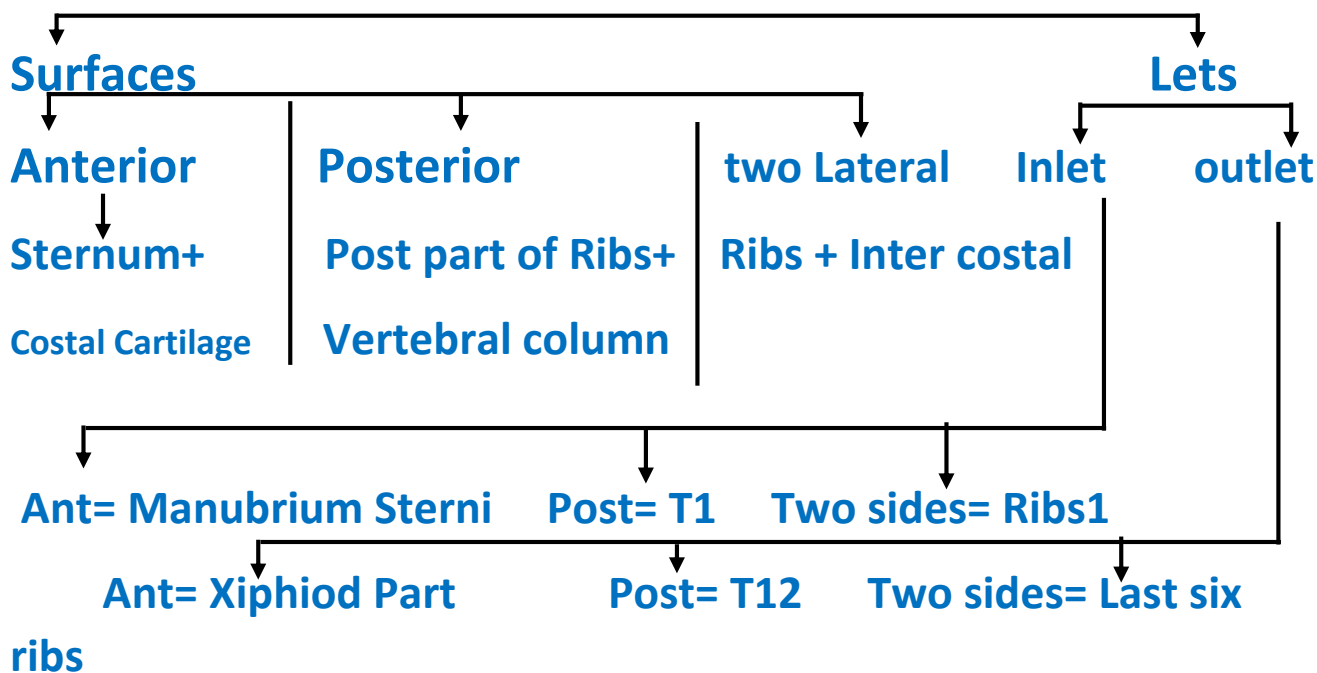 Surfaces Lets
Anterior Posterior two Lateral Inlet outlet
Sternum+ Post part of Ribs+ Ribs + Inter costal
Costal Cartilage Vertebral column
Ant= Manubrium Sterni Post= T1 Two sides= Ribs1
Ant= Xiphiod Part Post= T12 Two sides= Last six
ribs